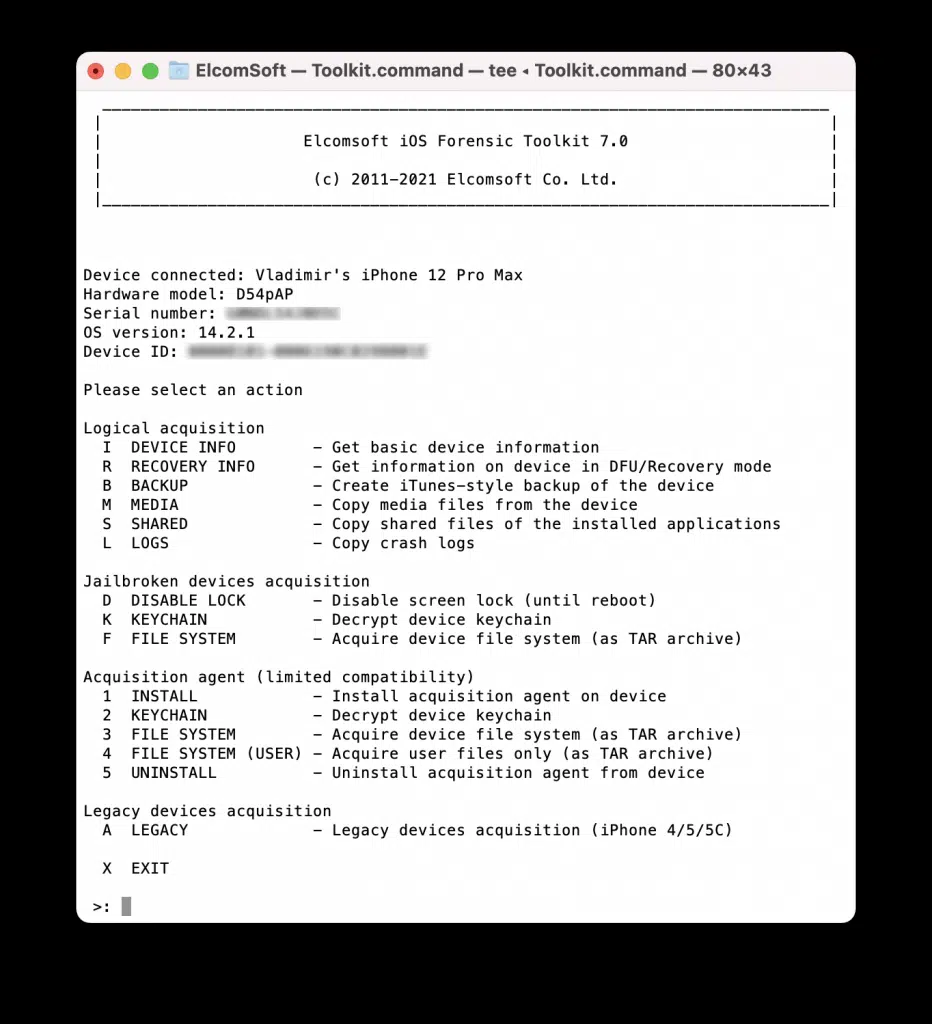 ElcomSoft — Toolkit.command — tee ◂ Toolkit.command — 80×43
Elcomsoft iOS Forensic Toolkit 7.0
(c) 2011-2021 Elcomsoft Co. Ltd.
Device connected: Vladimir's iPhone 12 Pro Max
Hardware model: D54pAP
Serial number:
OS version: 14.2.1
Device ID:
Please select an action
Logical acquisition
I DEVICE INFO – Get basic device information
R RECOVERY INFO – Get information on device in DFU/Recovery mode
B BACKUP – Create iTunes-style backup of the device
M MEDIA – Copy media files from the device
S SHARED – Copy shared files of the installed applications
L LOGS – Copy crash logs
Jailbroken devices acquisition
D DISABLE LOCK – Disable screen lock (until reboot)
K KEYCHAIN – Decrypt device keychain
F FILE SYSTEM – Acquire device file system (as TAR archive)
Acquisition agent (limited compatibility)
1 INSTALL – Install acquisition agent on device
2 KEYCHAIN – Decrypt device keychain
3 FILE SYSTEM – Acquire device file system (as TAR archive)
4 FILE SYSTEM (USER) – Acquire user files only (as TAR archive)
5 UNINSTALL – Uninstall acquisition agent from device
Legacy devices acquisition
A LEGACY – Legacy devices acquisition (iPhone 4/5/5C)
X EXIT
>: